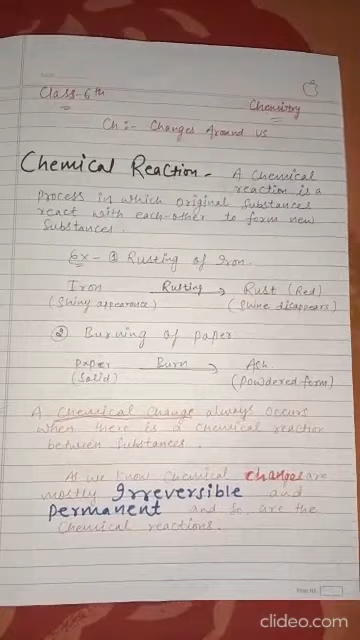 Class-6th
Chemistry
Ch :- Changes Around us
Chemical Reaction - A Chemical
reaction is a
process in which original substances
react with each-other to form new
substances.
Ex - ① Rusting of Iron.
Iron Rusting → Rust (Red)
(Shiny appearance) (Shine disappears)
② Burning of paper
paper Burn → Ash
(Solid) (Powdered form)
A chemical change always occurs
when there is a chemical reaction
between substances.
As we know chemical changes are
mostly Irreversible and
permanent and so are the
chemical reactions.
clideo.com